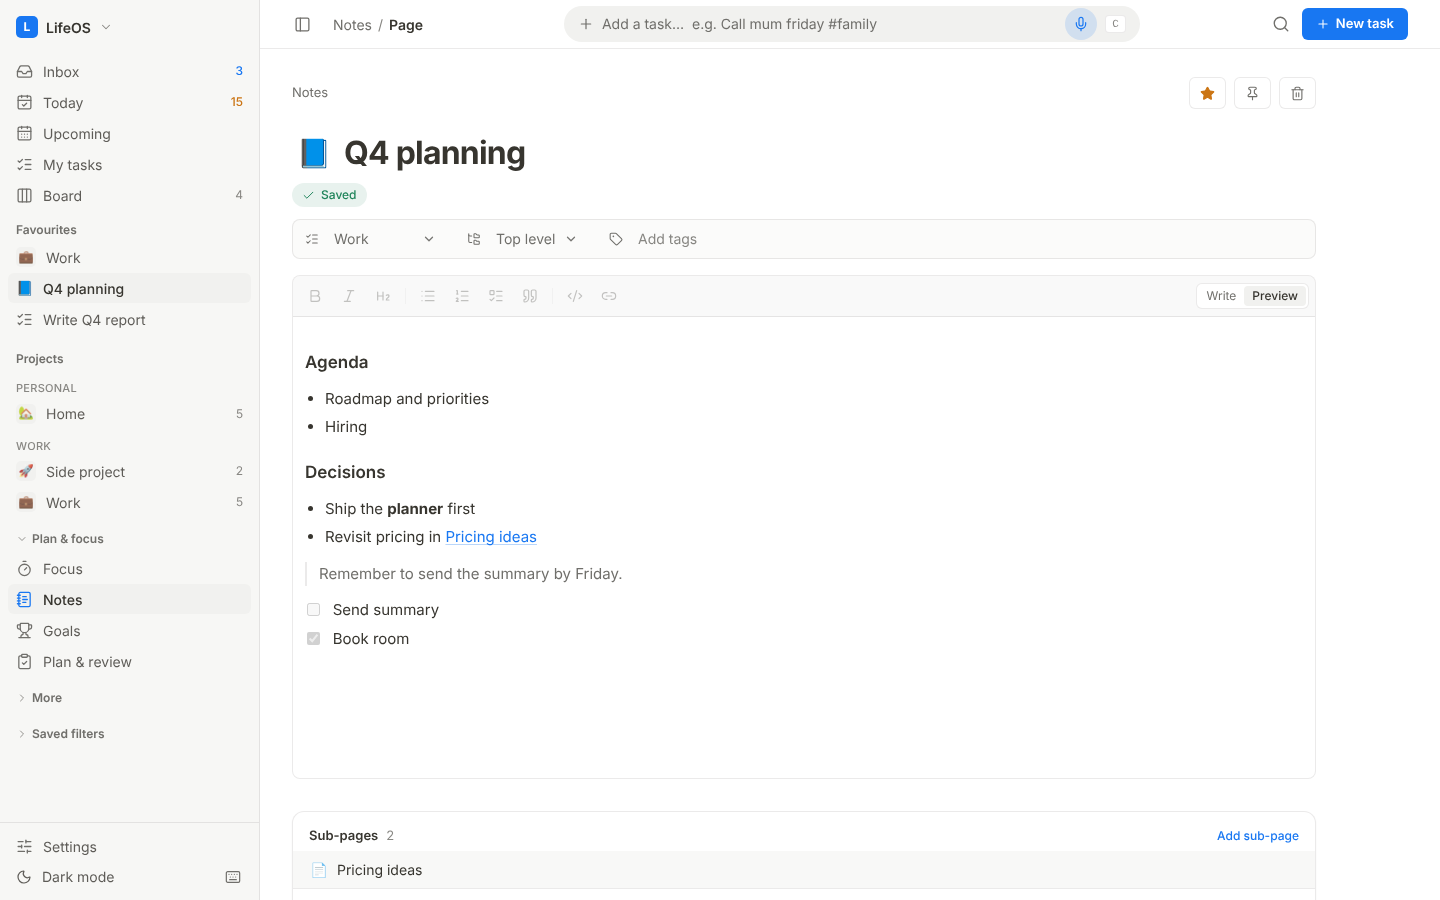 LifeOS
Inbox 3
Today 15
Upcoming
My tasks
Board 4
Favourites
Work
Q4 planning
Write Q4 report
Projects
PERSONAL
Home 5
WORK
Side project 2
Work 5
Plan & focus
Focus
Notes
Goals
Plan & review
More
Saved filters
Settings
Dark mode
Notes / Page
Add a task... e.g. Call mum friday #family
C
New task
Notes
Q4 planning
Saved
Work
Top level
Add tags
B I H2
Write
Preview
Agenda
• Roadmap and priorities
• Hiring
Decisions
• Ship the planner first
• Revisit pricing in Pricing ideas
Remember to send the summary by Friday.
Send summary
Book room
Sub-pages 2
Add sub-page
Pricing ideas